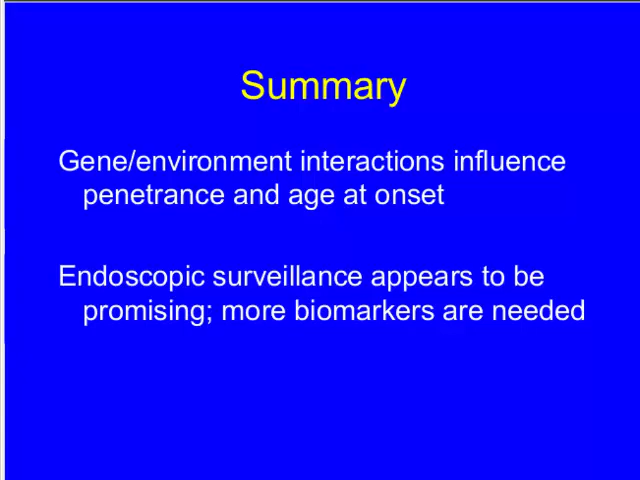 Summary
Gene/environment interactions influence
penetrance and age at onset
Endoscopic surveillance appears to be
promising; more biomarkers are needed